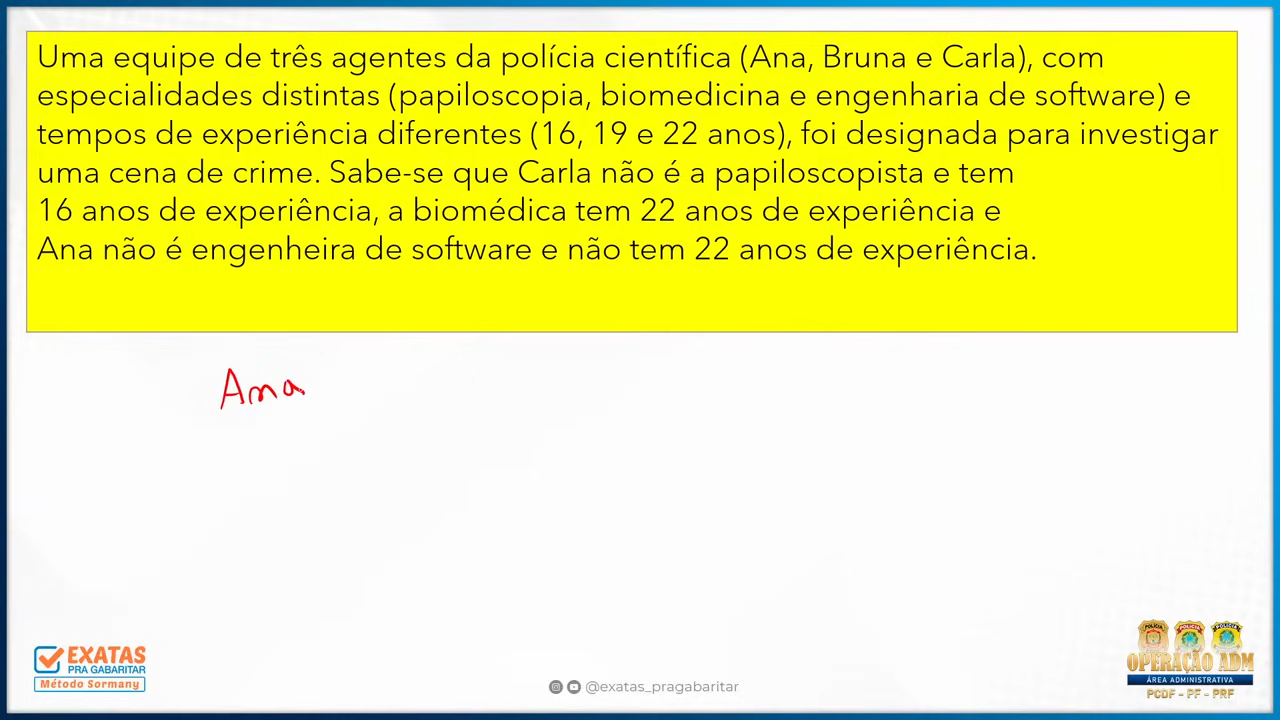 Uma equipe de três agentes da polícia científica (Ana, Bruna e Carla), com
especialidades distintas (papiloscopia, biomedicina e engenharia de software) e
tempos de experiência diferentes (16, 19 e 22 anos), foi designada para investigar
uma cena de crime. Sabe-se que Carla não é a papiloscopista e tem
16 anos de experiência, a biomédica tem 22 anos de experiência e
Ana não é engenheira de software e não tem 22 anos de experiência.
Ana
EXATAS
PRA GABARITAR
Método Sormany
@exatas_pragabaritar
POLÍCIA POLÍCIA POLÍCIA
OPERAÇÃO ADM
ÁREA ADMINISTRATIVA
PCDF - PF - PRF